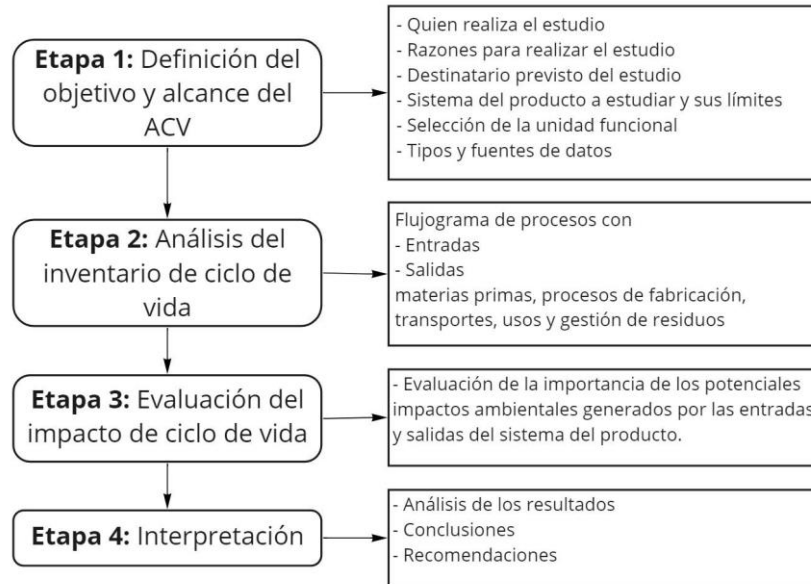 Etapa 1: Definición del
objetivo y alcance del
ACV
- Quien realiza el estudio
- Razones para realizar el estudio
- Destinatario previsto del estudio
- Sistema del producto a estudiar y sus límites
- Selección de la unidad funcional
- Tipos y fuentes de datos
Etapa 2: Análisis del
inventario de ciclo de
vida
Flujograma de procesos con
- Entradas
- Salidas
materias primas, procesos de fabricación,
transportes, usos y gestión de residuos
Etapa 3: Evaluación del
impacto de ciclo de vida
- Evaluación de la importancia de los potenciales
impactos ambientales generados por las entradas
y salidas del sistema del producto.
Etapa 4: Interpretación
- Análisis de los resultados
- Conclusiones
- Recomendaciones